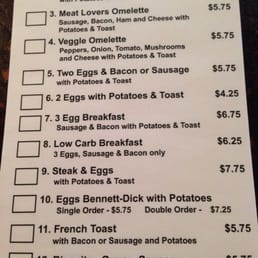 with Potatoes & Toast
3. Meat Lovers Omelette $5.75
Sausage, Bacon, Ham and Cheese with
Potatoes & Toast
4. Veggie Omelette $5.75
Peppers, Onion, Tomato, Mushrooms
and Cheese with Potatoes & Toast
5. Two Eggs & Bacon or Sausage $5.75
with Potatoes & Toast
6. 2 Eggs with Potatoes & Toast $4.25
7. 3 Egg Breakfast $6.75
Sausage & Bacon with Potatoes & Toast
8. Low Carb Breakfast $6.25
3 Eggs, Sausage & Bacon only
9. Steak & Eggs $7.75
with Potatoes & Toast
10. Eggs Bennett-Dick with Potatoes
Single Order - $5.75 Double Order - $7.25
11. French Toast $5.75
with Bacon or Sausage and Potatoes